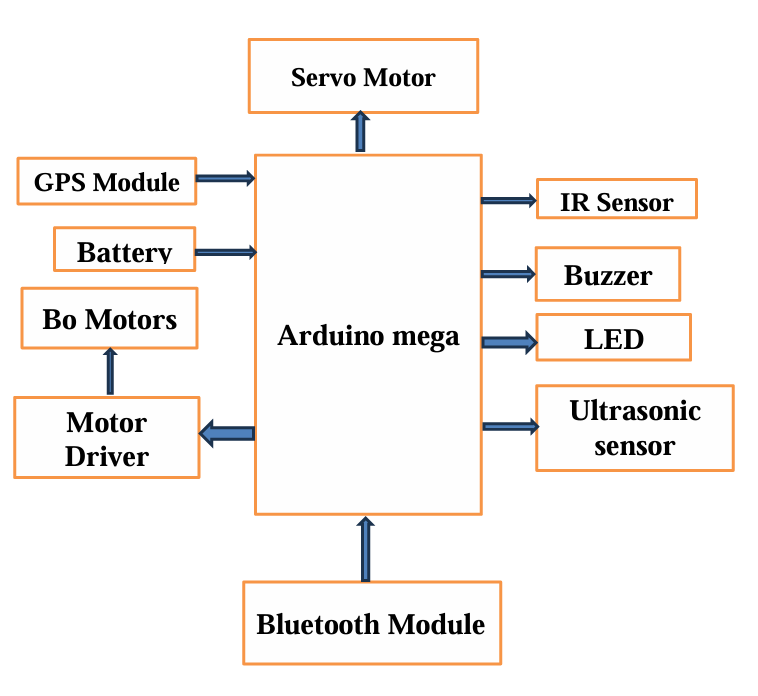 Servo Motor
GPS Module
IR Sensor
Battery
Buzzer
Bo Motors
Arduino mega
LED
Motor
Driver
Ultrasonic
sensor
Bluetooth Module